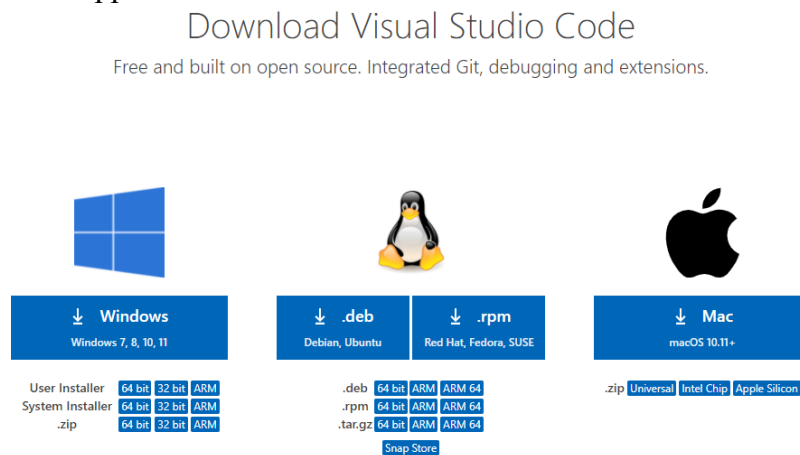 Download Visual Studio Code
Free and built on open source. Integrated Git, debugging and extensions.
Windows
Windows 7, 8, 10, 11
User Installer 64 bit 32 bit ARM
System Installer 64 bit 32 bit ARM
.zip 64 bit 32 bit ARM
.deb
Debian, Ubuntu
.rpm
Red Hat, Fedora, SUSE
.deb 64 bit ARM ARM 64
.rpm 64 bit ARM ARM 64
.tar.gz 64 bit ARM ARM 64
Snap Store
Mac
macOS 10.11+
.zip Universal Intel Chip Apple Silicon